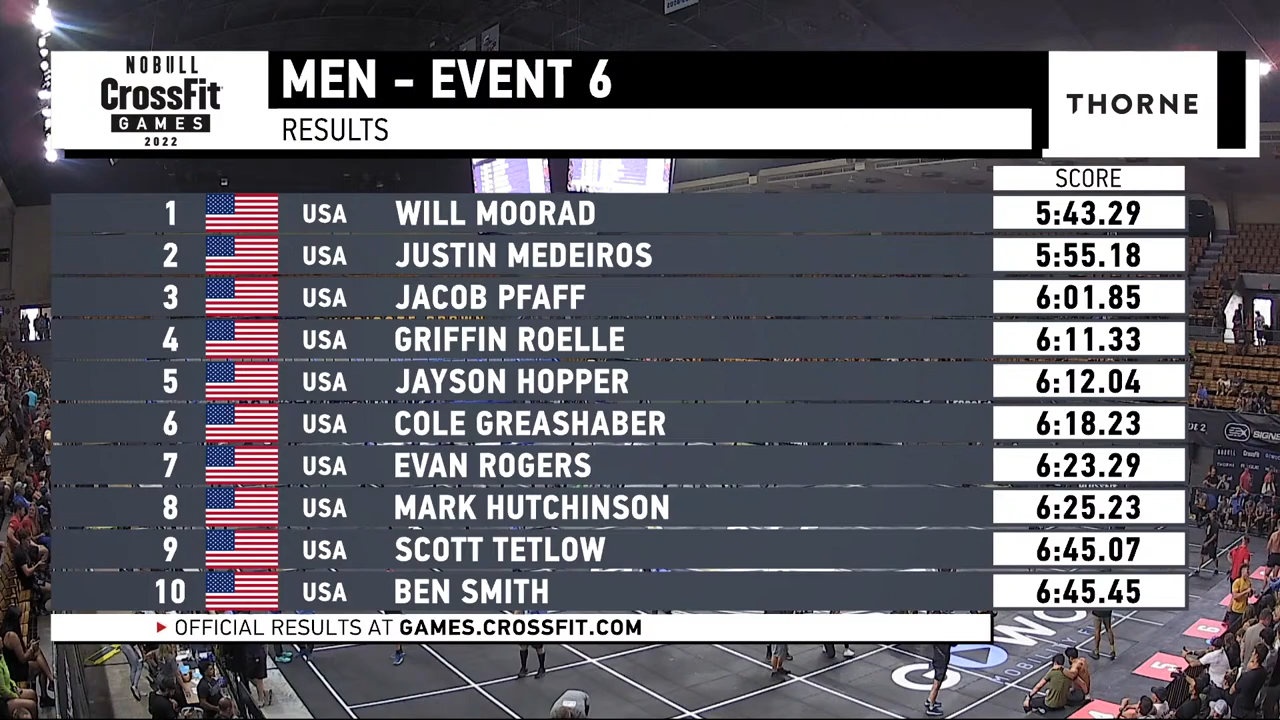 NOBULL
CrossFit
GAMES
2022
MEN - EVENT 6
RESULTS
THORNE
SCORE
1 USA WILL MOORAD 5:43.29
2 USA JUSTIN MEDEIROS 5:55.18
3 USA JACOB PFAFF 6:01.85
4 USA GRIFFIN ROELLE 6:11.33
5 USA JAYSON HOPPER 6:12.04
6 USA COLE GREASHABER 6:18.23
7 USA EVAN ROGERS 6:23.29
8 USA MARK HUTCHINSON 6:25.23
9 USA SCOTT TETLOW 6:45.07
10 USA BEN SMITH 6:45.45
OFFICIAL RESULTS AT GAMES.CROSSFIT.COM